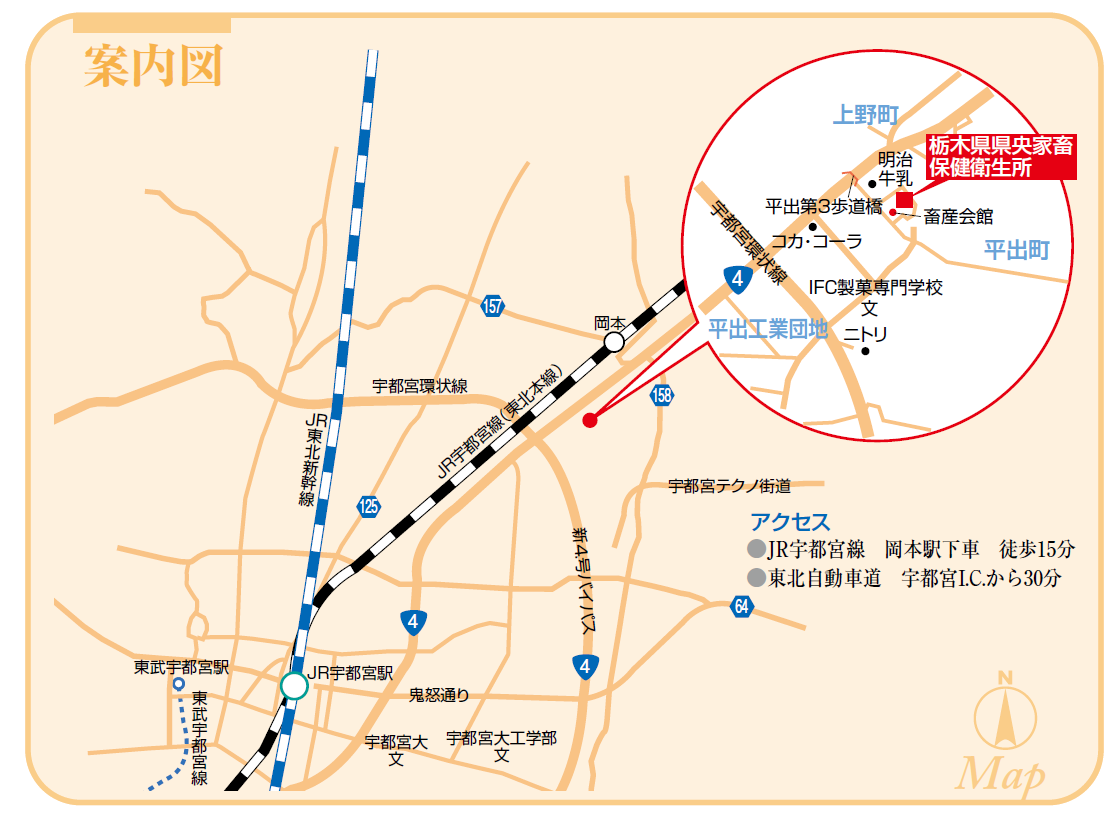 案内図
上野町
栃木県県央家畜
保健衛生所
明治
牛乳
平出第3歩道橋
畜産会館
コカ・コーラ
平出町
宇都宮環状線
4
IFC製菓専門学校
文
平出工業団地
ニトリ
157
岡本
宇都宮環状線
JR宇都宮線(東北本線)
158
JR東北新幹線
125
宇都宮テクノ街道
アクセス
JR宇都宮線 岡本駅下車 徒歩15分
東北自動車道 宇都宮I.C.から30分
新4号バイパス
4
64
4
東武宇都宮駅
JR宇都宮駅
鬼怒通り
東武宇都宮線
宇都宮大
文
宇都宮大工学部
文
N
Map